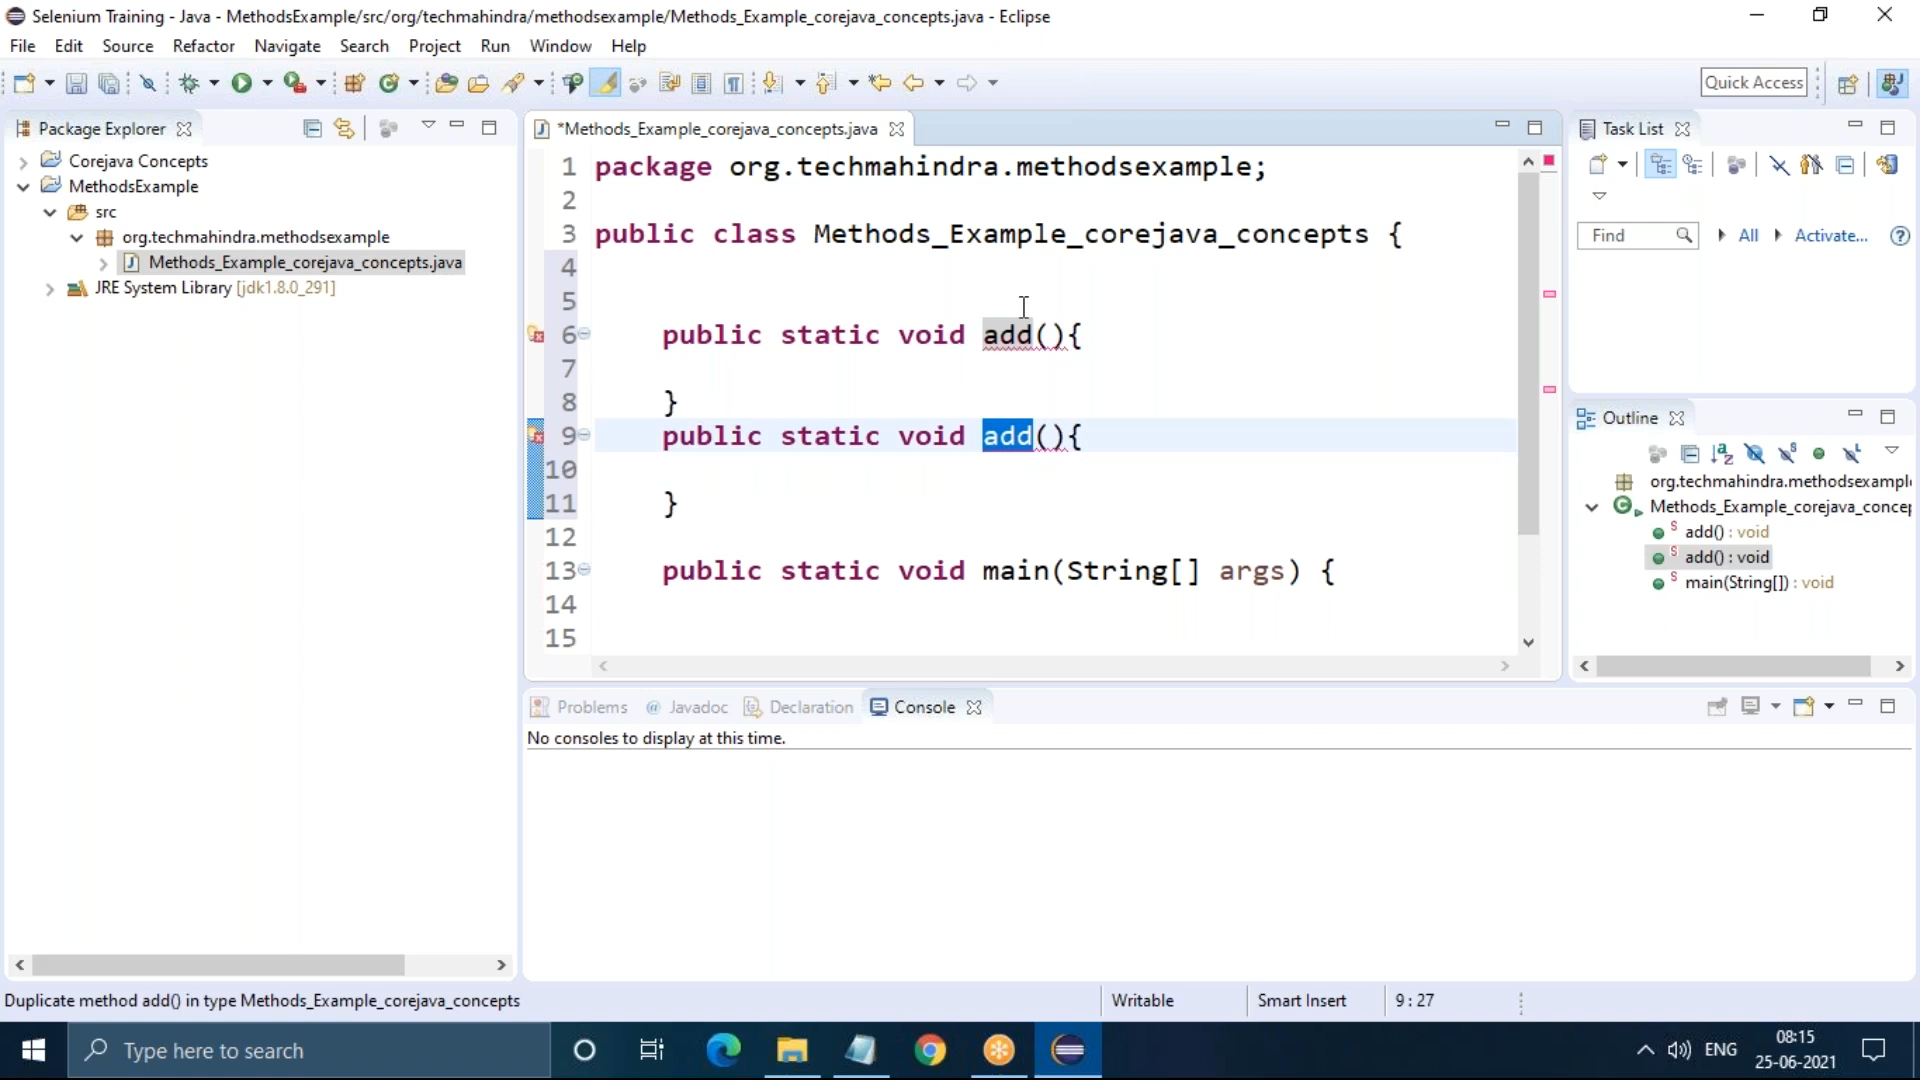 Selenium Training - Java - MethodsExample/src/org/techmahindra/methodsexample/Methods_Example_corejava_concepts.java - Eclipse
File Edit Source Refactor Navigate Search Project Run Window Help
Quick Access
Package Explorer
Corejava Concepts
MethodsExample
src
org.techmahindra.methodsexample
Methods_Example_corejava_concepts.java
JRE System Library [jdk1.8.0_291]
*Methods_Example_corejava_concepts.java
1 package org.techmahindra.methodsexample;
2
3 public class Methods_Example_corejava_concepts {
4
5
6 public static void add(){
7
8 }
9 public static void add(){
10
11 }
12
13 public static void main(String[] args) {
14
15
Task List
Find All Activate...
Outline
org.techmahindra.methodsexampl
Methods_Example_corejava_concep
add() : void
add() : void
main(String[]) : void
Problems @ Javadoc Declaration Console
No consoles to display at this time.
Duplicate method add() in type Methods_Example_corejava_concepts
Writable Smart Insert 9 : 27
Type here to search
ENG
08:15
25-06-2021